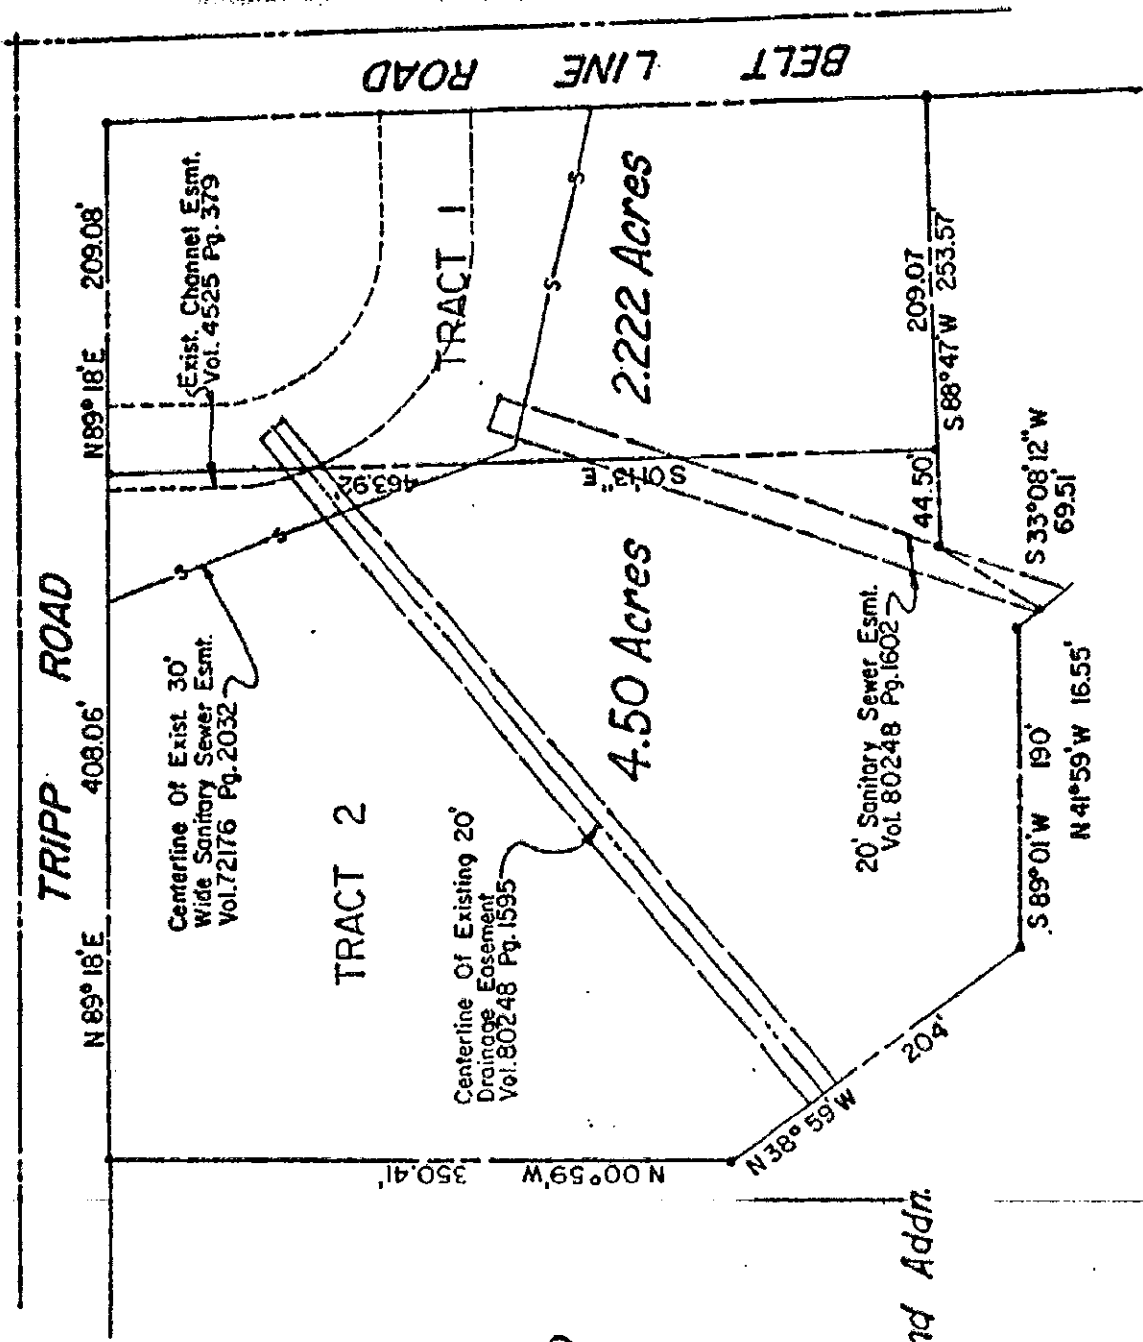 BELT LINE ROAD
TRIPP ROAD
N 89° 18' E 408.06'
N 89° 18' E 209.08'
Exist. Channel Esmt.
Vol. 4525 Pg. 379
TRACT 1
2.222 Acres
Centerline Of Exist. 30'
Wide Sanitary Sewer Esmt.
Vol. 72176 Pg. 2032
S
S
S
S
463.92
TRACT 2
4.50 Acres
Centerline Of Existing 20'
Drainage Easement
Vol. 80248 Pg. 1595
20' Sanitary Sewer Esmt.
Vol. 80248 Pg. 1602
44.50'
209.07
S 88° 47' W 253.57'
S 33° 08' 12" W
69.51'
N 41° 59' W 16.55'
S 89° 01' W 190'
204'
N 38° 59' W
N 00° 59' W 350.41'
Addn.